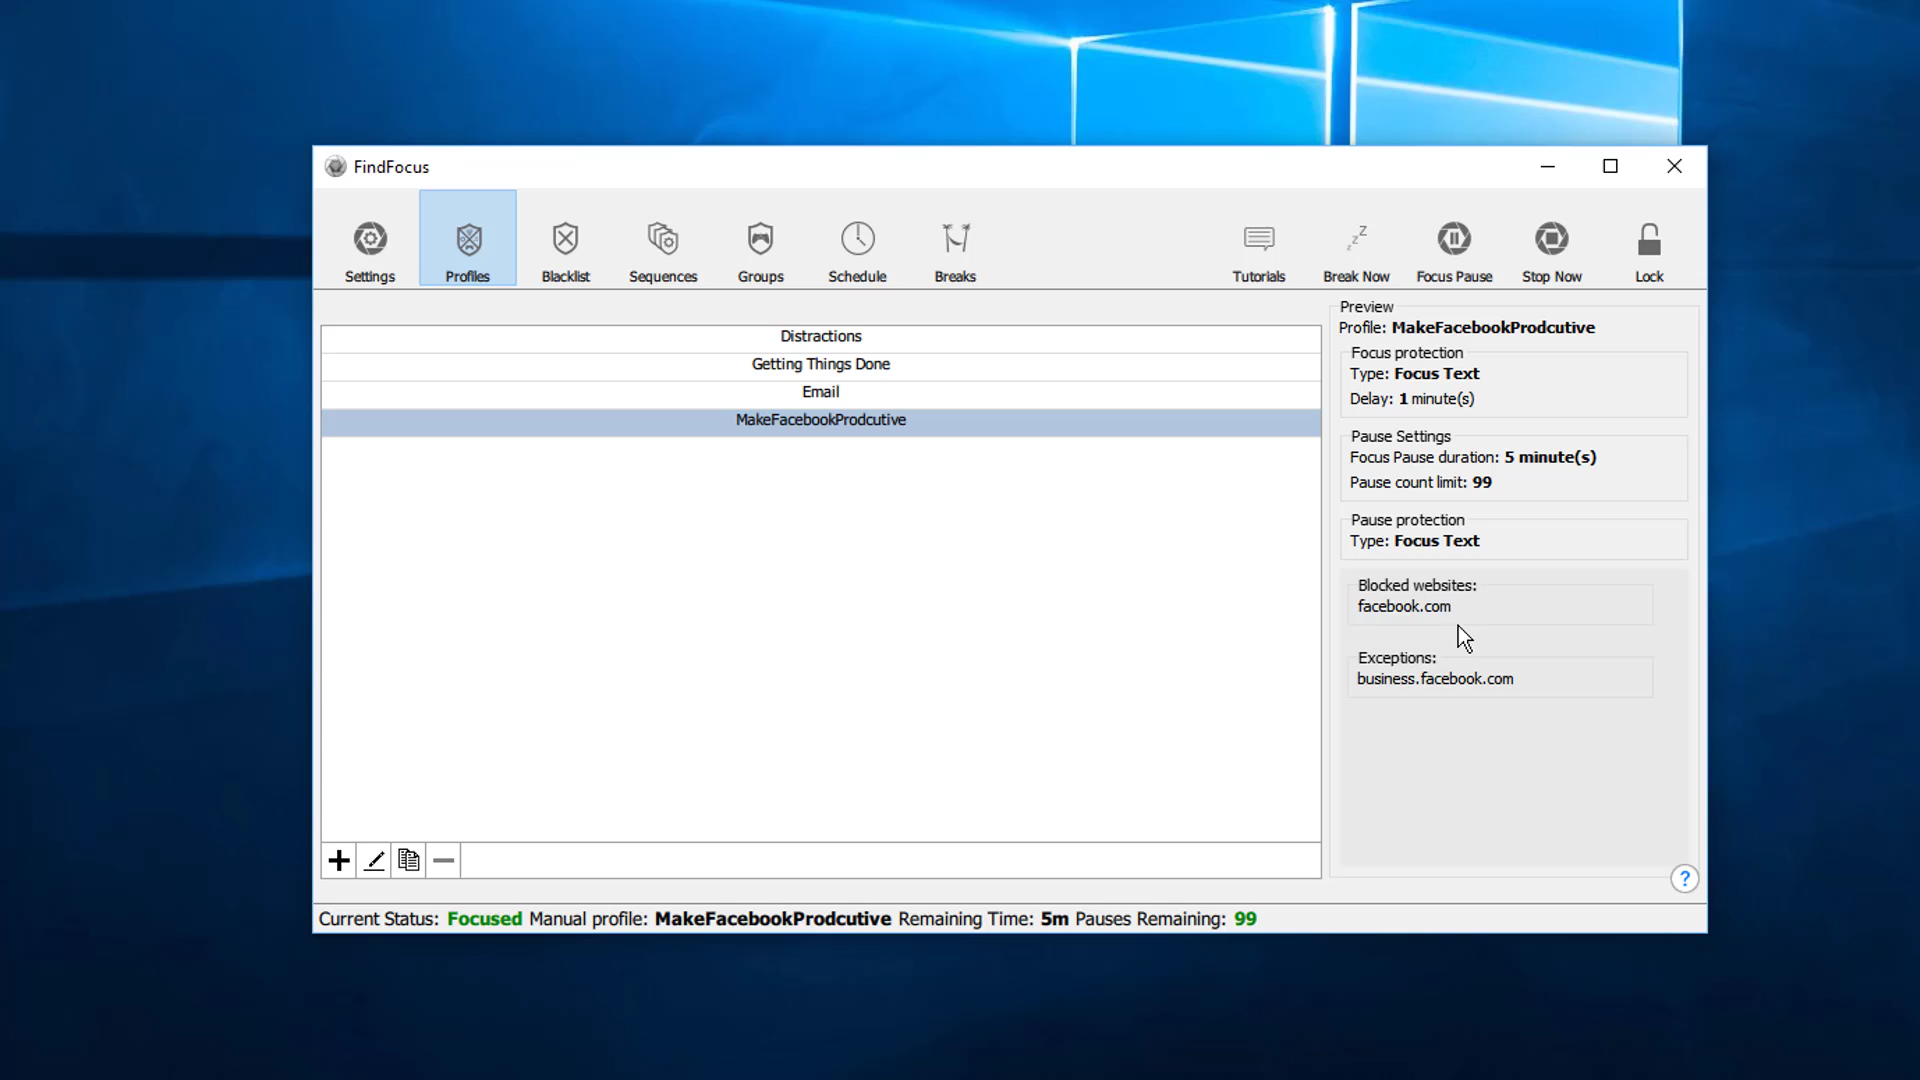 FindFocus
Settings
Profiles
Blacklist
Sequences
Groups
Schedule
Breaks
Tutorials
Break Now
Focus Pause
Stop Now
Lock
Distractions
Getting Things Done
Email
MakeFacebookProdcutive
Preview
Profile: MakeFacebookProdcutive
Focus protection
Type: Focus Text
Delay: 1 minute(s)
Pause Settings
Focus Pause duration: 5 minute(s)
Pause count limit: 99
Pause protection
Type: Focus Text
Blocked websites:
facebook.com
Exceptions:
business.facebook.com
?
Current Status: Focused Manual profile: MakeFacebookProdcutive Remaining Time: 5m Pauses Remaining: 99